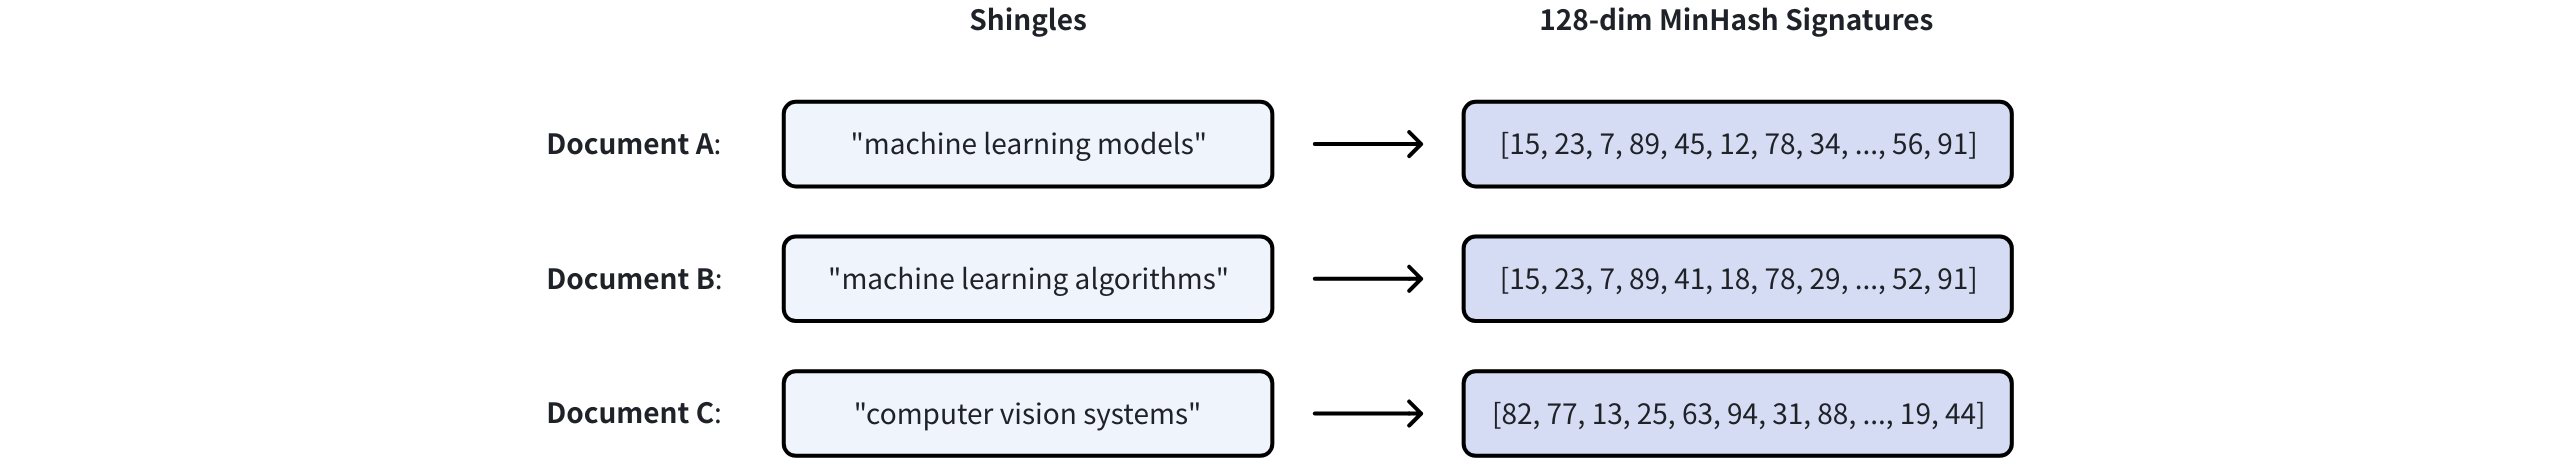 Shingles 128-dim MinHash Signatures
Document A: "machine learning models" [15, 23, 7, 89, 45, 12, 78, 34, ..., 56, 91]
Document B: "machine learning algorithms" [15, 23, 7, 89, 41, 18, 78, 29, ..., 52, 91]
Document C: "computer vision systems" [82, 77, 13, 25, 63, 94, 31, 88, ..., 19, 44]